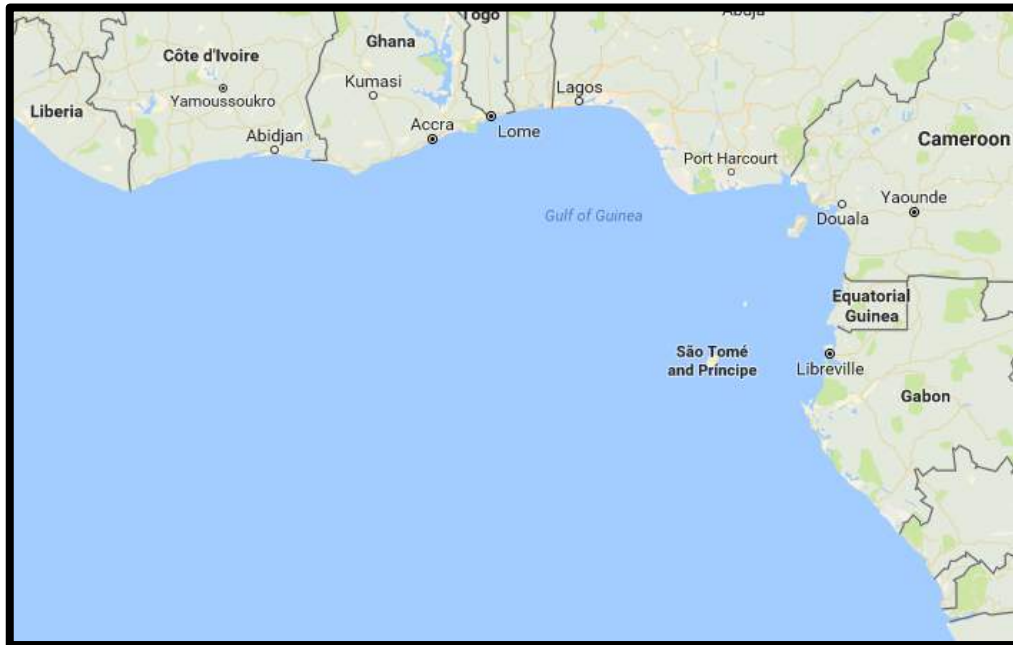 Togo
Abuja
Ghana
Côte d'Ivoire
Kumasi
Lagos
Yamoussoukro
Liberia
Accra
Lome
Abidjan
Cameroon
Port Harcourt
Yaounde
Douala
Gulf of Guinea
Equatorial
Guinea
São Tomé
and Príncipe
Libreville
Gabon